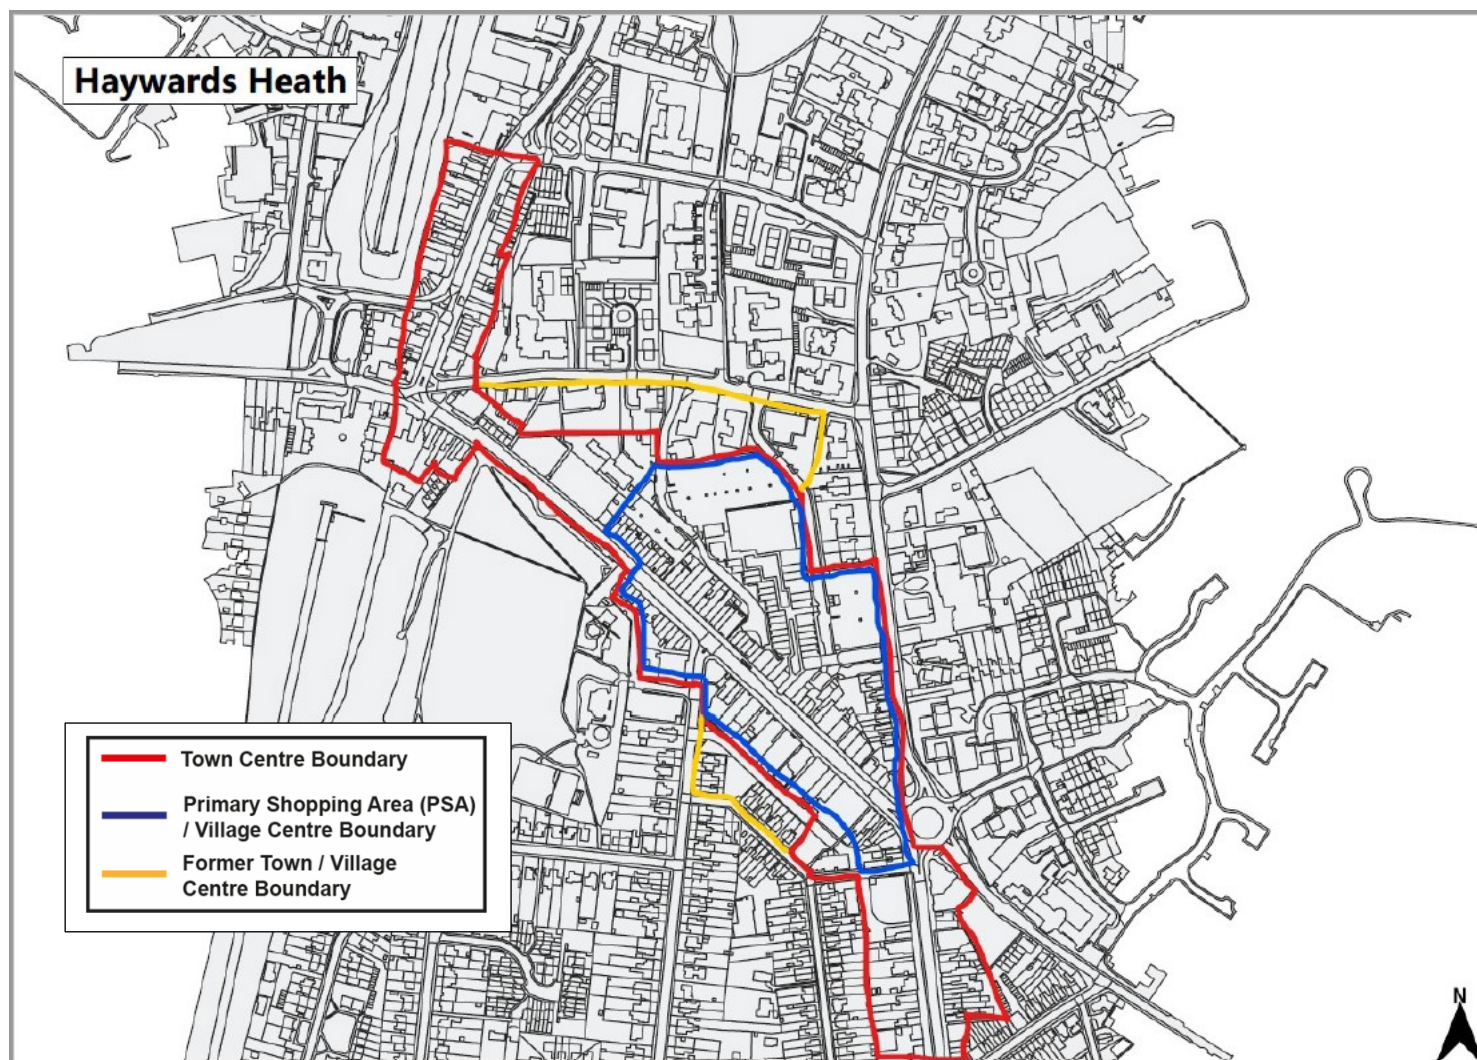 Haywards Heath
Town Centre Boundary
Primary Shopping Area (PSA)
/ Village Centre Boundary
Former Town / Village
Centre Boundary
N